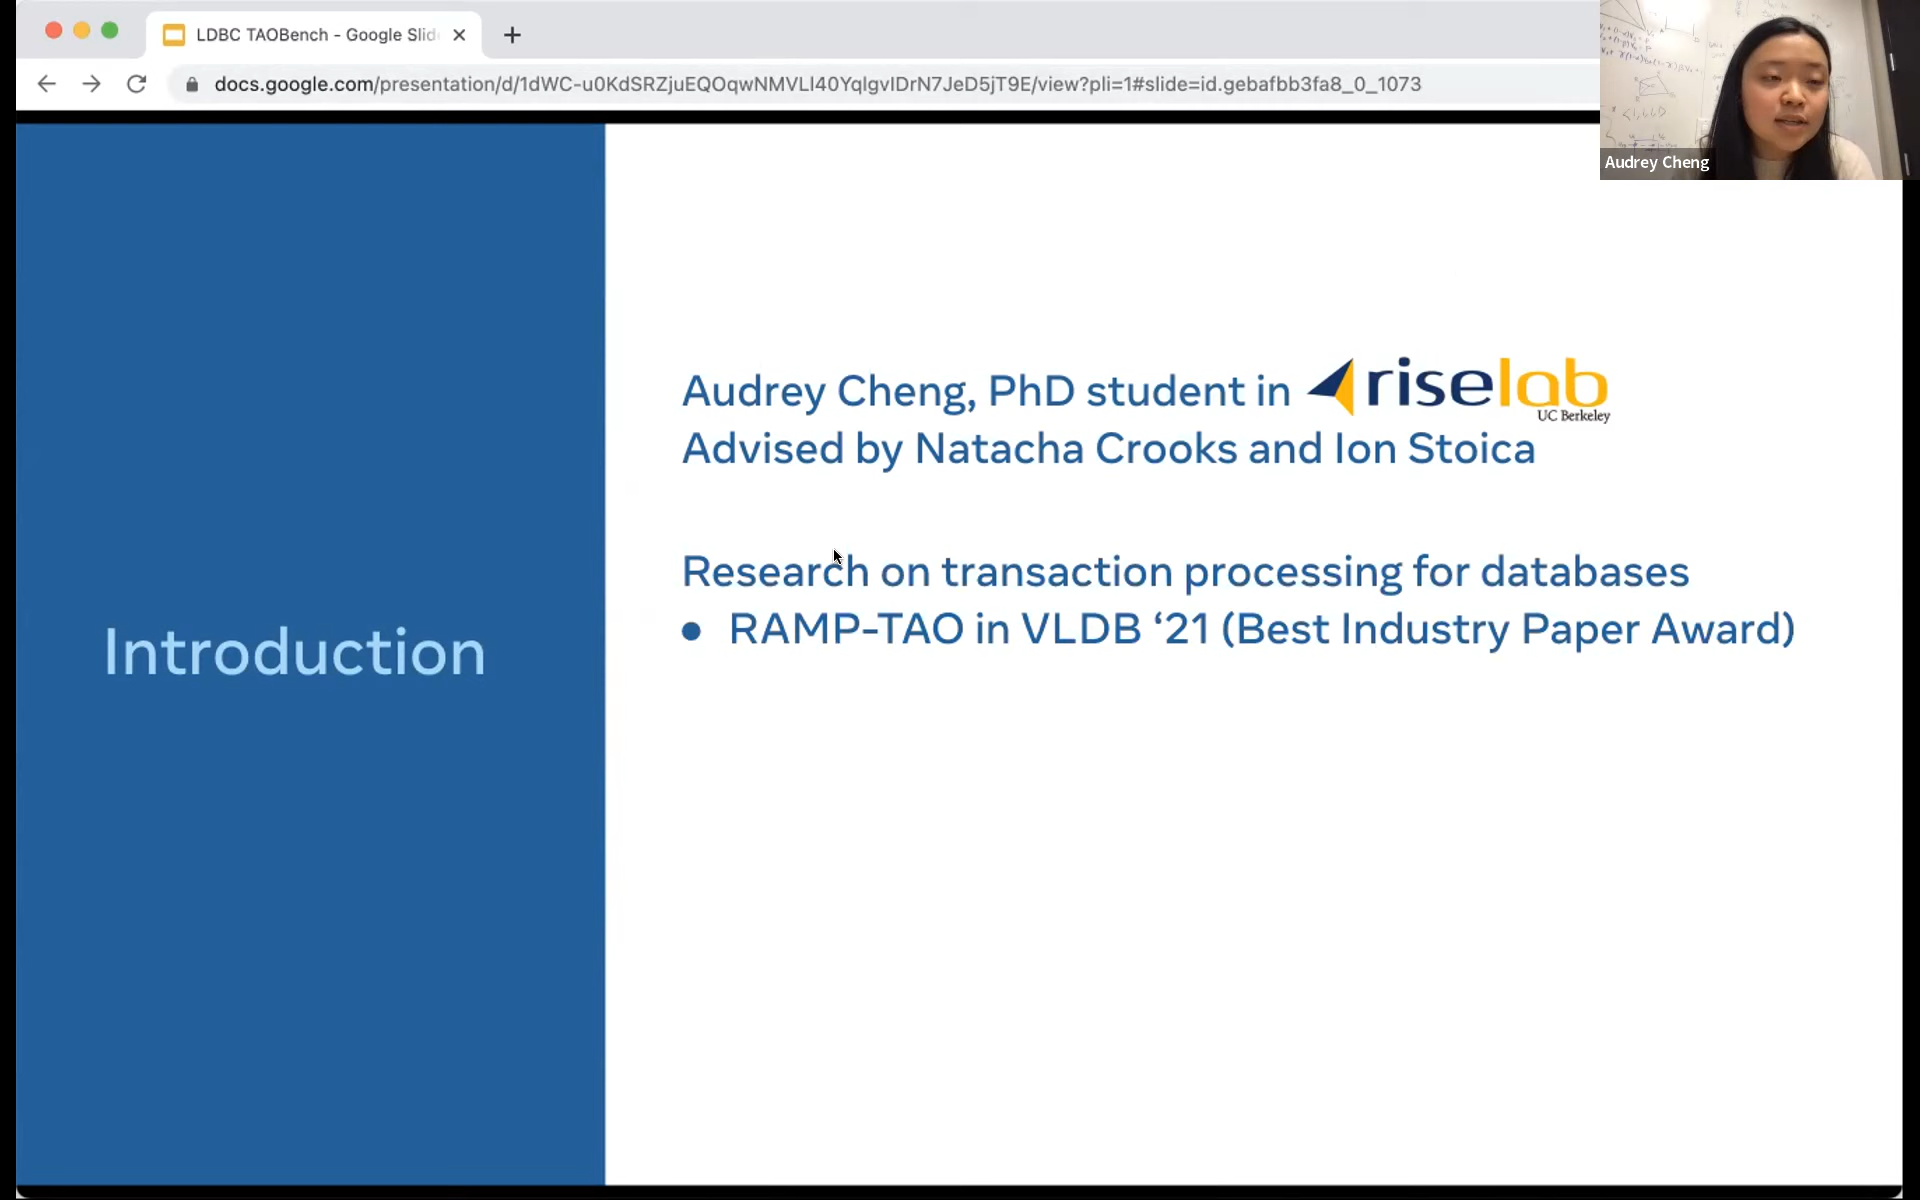 LDBC TAOBench - Google Slid
docs.google.com/presentation/d/1dWC-u0KdSRZjuEQOqwNMVLl40YqlgvIDrN7JeD5jT9E/view?pli=1#slide=id.gebafbb3fa8_0_1073
Audrey Cheng
Audrey Cheng, PhD student in riselab
UC Berkeley
Advised by Natacha Crooks and Ion Stoica
Research on transaction processing for databases
● RAMP-TAO in VLDB ‘21 (Best Industry Paper Award)
Introduction